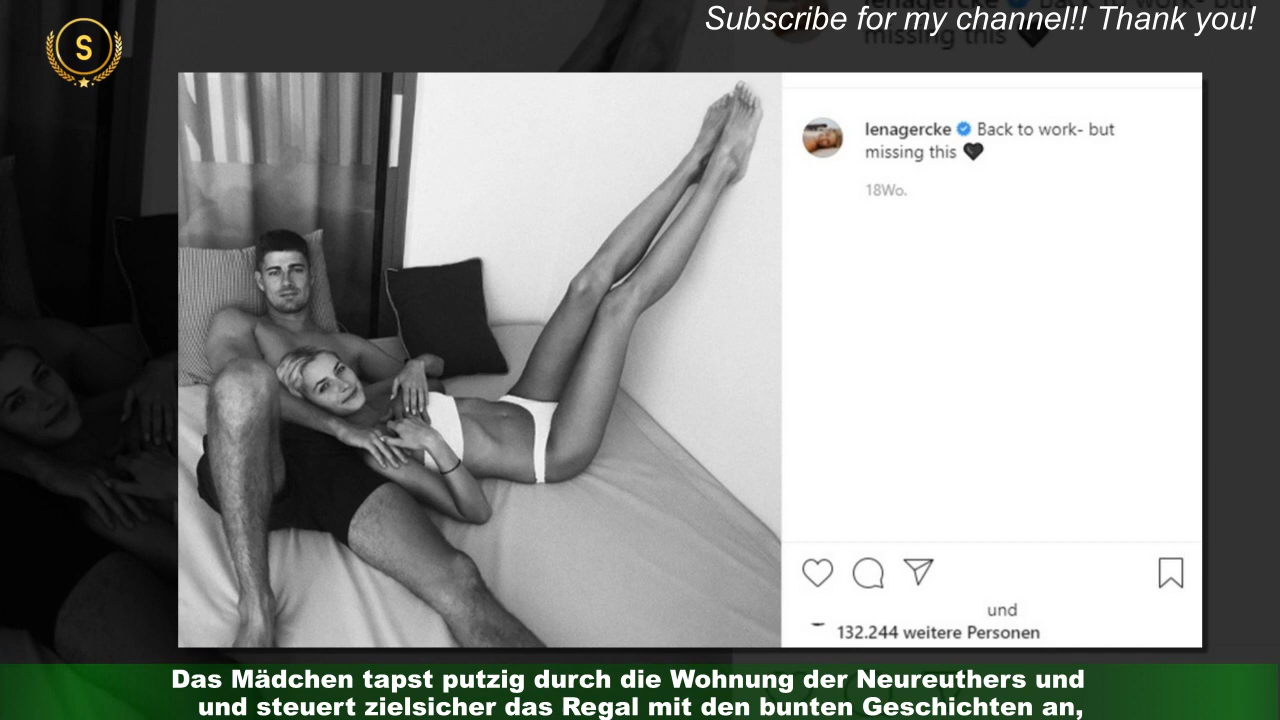 Subscribe for my channel!! Thank you!
S
lenagercke Back to work- but
missing this 🖤
18Wo.
und
132.244 weitere Personen
Das Mädchen tapst putzig durch die Wohnung der Neureuthers und
und steuert zielsicher das Regal mit den bunten Geschichten an,